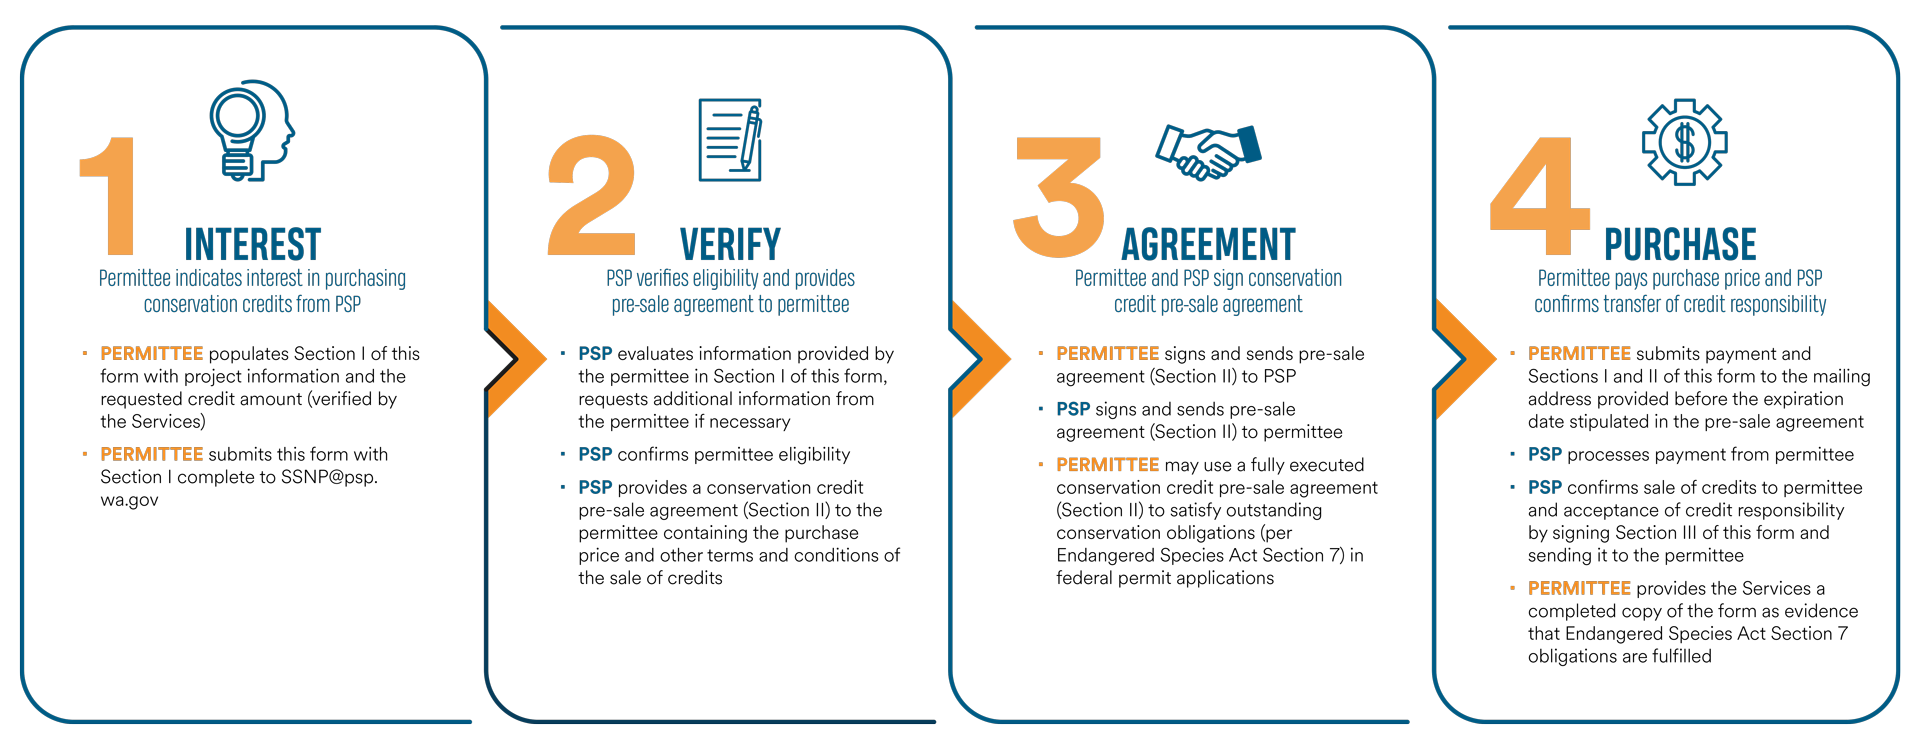 1
INTEREST
Permittee indicates interest in purchasing
conservation credits from PSP
▪ PERMITTEE populates Section I of this
form with project information and the
requested credit amount (verified by
the Services)
▪ PERMITTEE submits this form with
Section I complete to SSNP@psp.
wa.gov
2
VERIFY
PSP verifies eligibility and provides
pre-sale agreement to permittee
▪ PSP evaluates information provided by
the permittee in Section I of this form,
requests additional information from
the permittee if necessary
▪ PSP confirms permittee eligibility
▪ PSP provides a conservation credit
pre-sale agreement (Section II) to the
permittee containing the purchase
price and other terms and conditions of
the sale of credits
3
AGREEMENT
Permittee and PSP sign conservation
credit pre-sale agreement
▪ PERMITTEE signs and sends pre-sale
agreement (Section II) to PSP
▪ PSP signs and sends pre-sale
agreement (Section II) to permittee
▪ PERMITTEE may use a fully executed
conservation credit pre-sale agreement
(Section II) to satisfy outstanding
conservation obligations (per
Endangered Species Act Section 7) in
federal permit applications
4
$
PURCHASE
Permittee pays purchase price and PSP
confirms transfer of credit responsibility
▪ PERMITTEE submits payment and
Sections I and II of this form to the mailing
address provided before the expiration
date stipulated in the pre-sale agreement
▪ PSP processes payment from permittee
▪ PSP confirms sale of credits to permittee
and acceptance of credit responsibility
by signing Section III of this form and
sending it to the permittee
▪ PERMITTEE provides the Services a
completed copy of the form as evidence
that Endangered Species Act Section 7
obligations are fulfilled